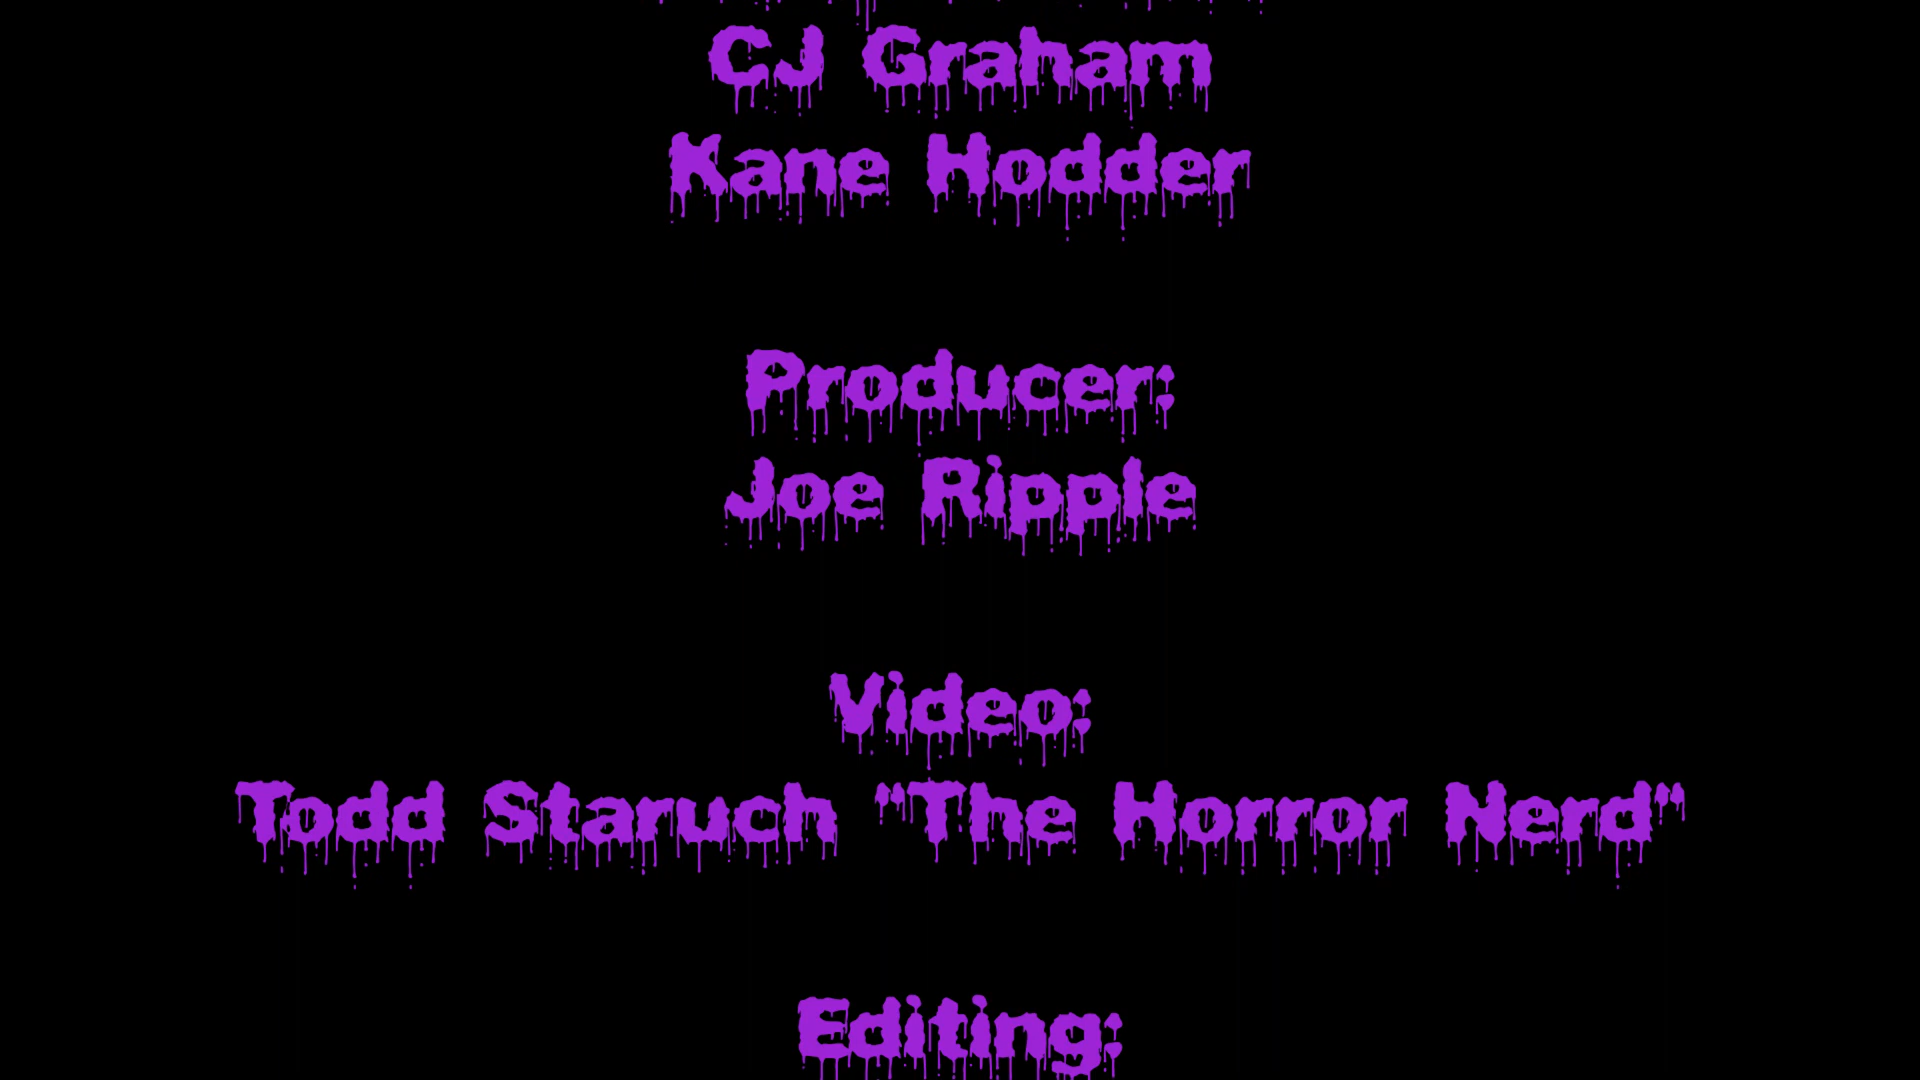 CJ Graham
Kane Hodder
Producer:
Joe Ripple
Video:
Todd Staruch "The Horror Nerd"
Editing: